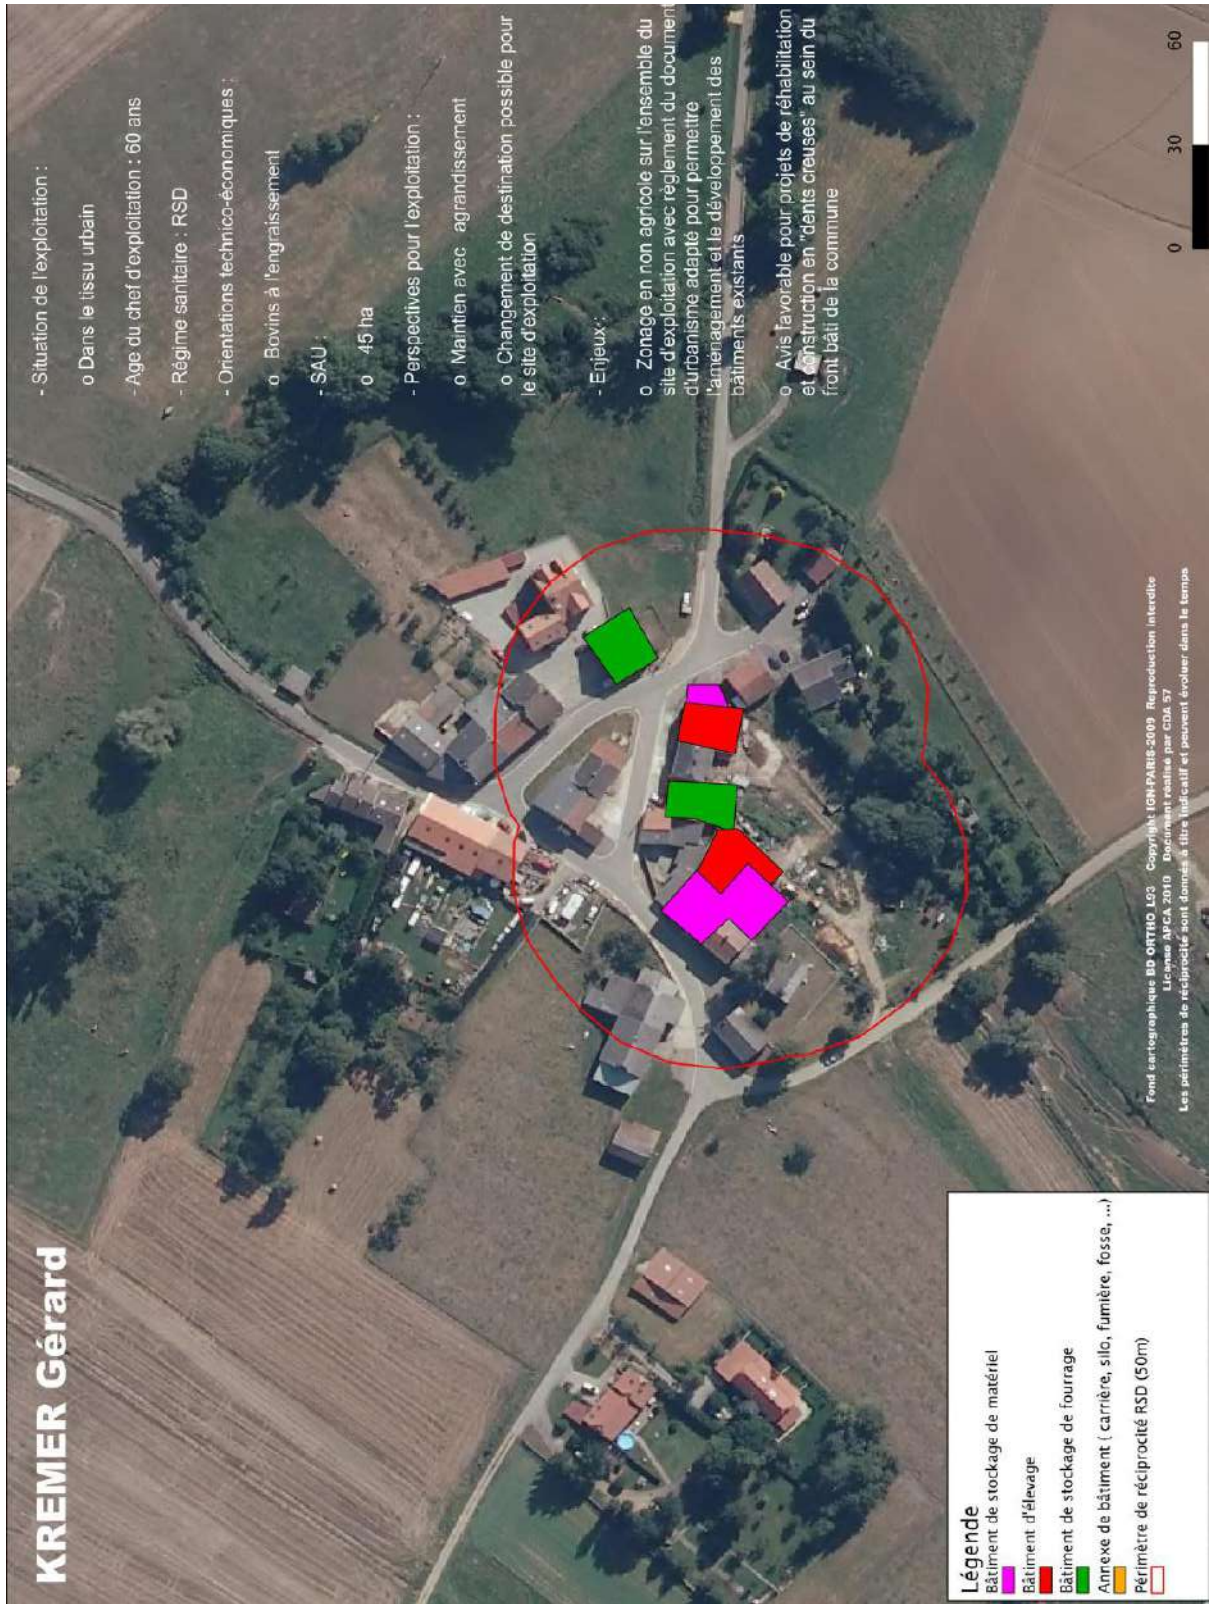 KREMER Gérard
- Situation de l'exploitation :
o Dans le tissu urbain
- Age du chef d'exploitation : 60 ans
- Régime sanitaire : RSD
- Orientations technico-économiques :
o Bovins à l'engraissement
- SAU :
o 45 ha
- Perspectives pour l'exploitation :
o Maintien avec agrandissement
o Changement de destination possible pour
le site d'exploitation
- Enjeux :
o Zonage en non agricole sur l'ensemble du
site d'exploitation avec règlement du document
d'urbanisme adapté pour permettre
l'aménagement et le développement des
bâtiments existants
o Avis favorable pour projets de réhabilitation
et construction en "dents creuses" au sein du
front bâti de la commune
Légende
Bâtiment de stockage de matériel
Bâtiment d'élevage
Bâtiment de stockage de fourrage
Annexe de bâtiment ( carrière, silo, fumière, fosse, ...)
Périmètre de réciprocité RSD (50m)
Fond cartographique BD ORTHO L93 Copyright IGN-PARIS-2009 Reproduction interdite
License APCA 2010 Document réalisé par CDA 57
Les périmètres de réciprocité sont donnés à titre indicatif et peuvent évoluer dans le temps
0 30 60